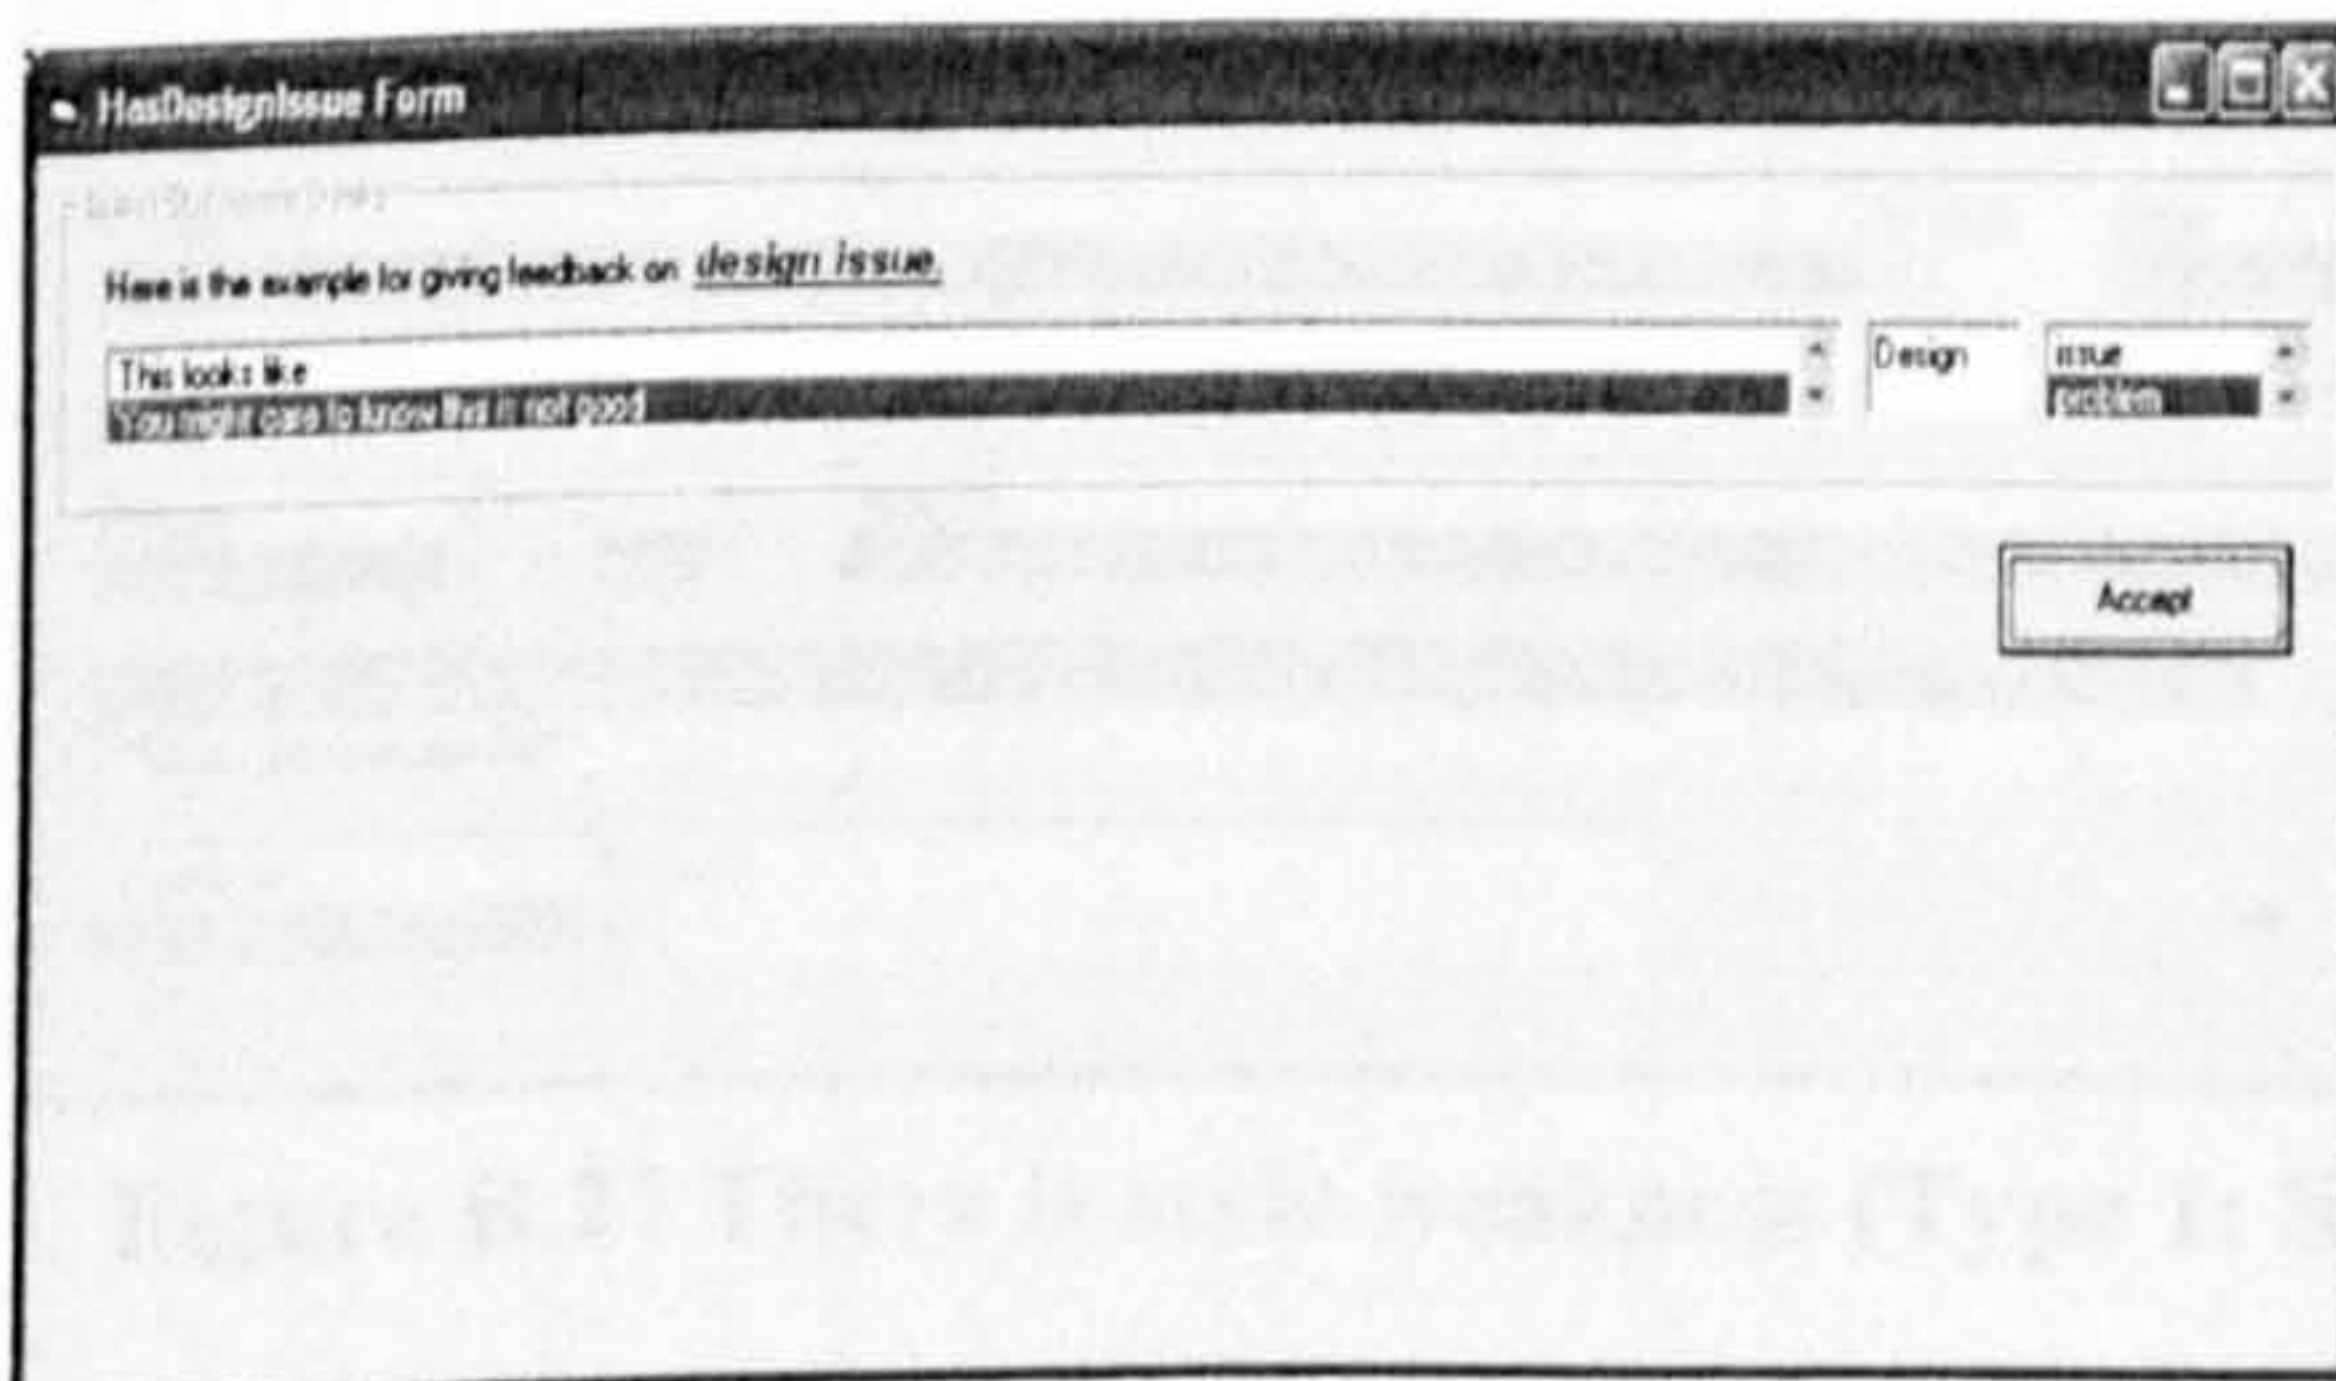 HasDesignIssue Form
Here is the example for giving feedback on design issue.
This looks like
You might care to know this is not good
Design
issue
problem
Accept